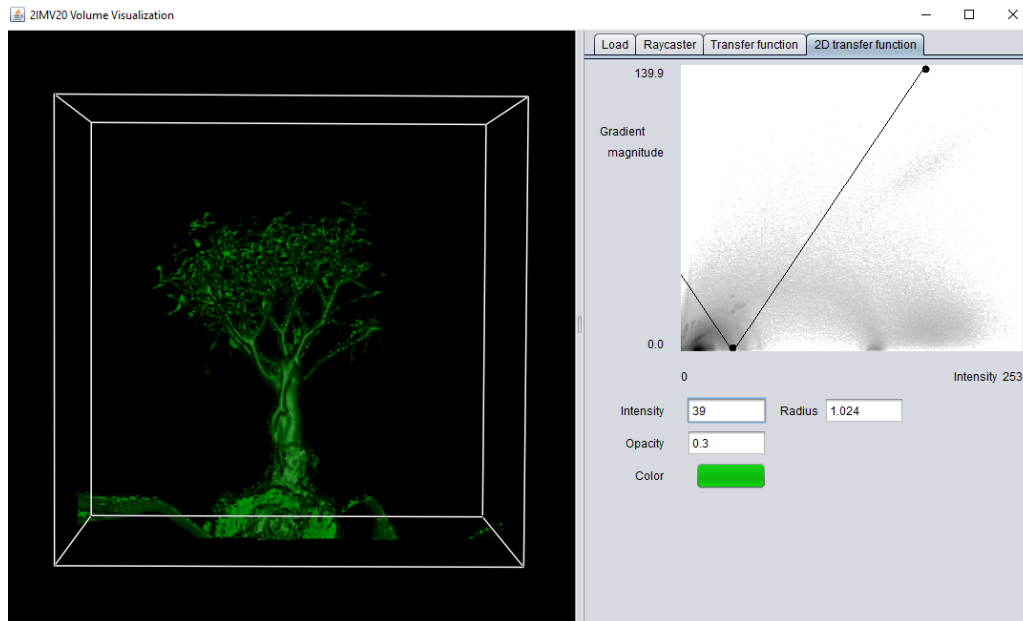 2IMV20 Volume Visualization
Load Raycaster Transfer function 2D transfer function
139.9
Gradient
magnitude
0.0
0 Intensity 253
Intensity 39 Radius 1.024
Opacity 0.3
Color